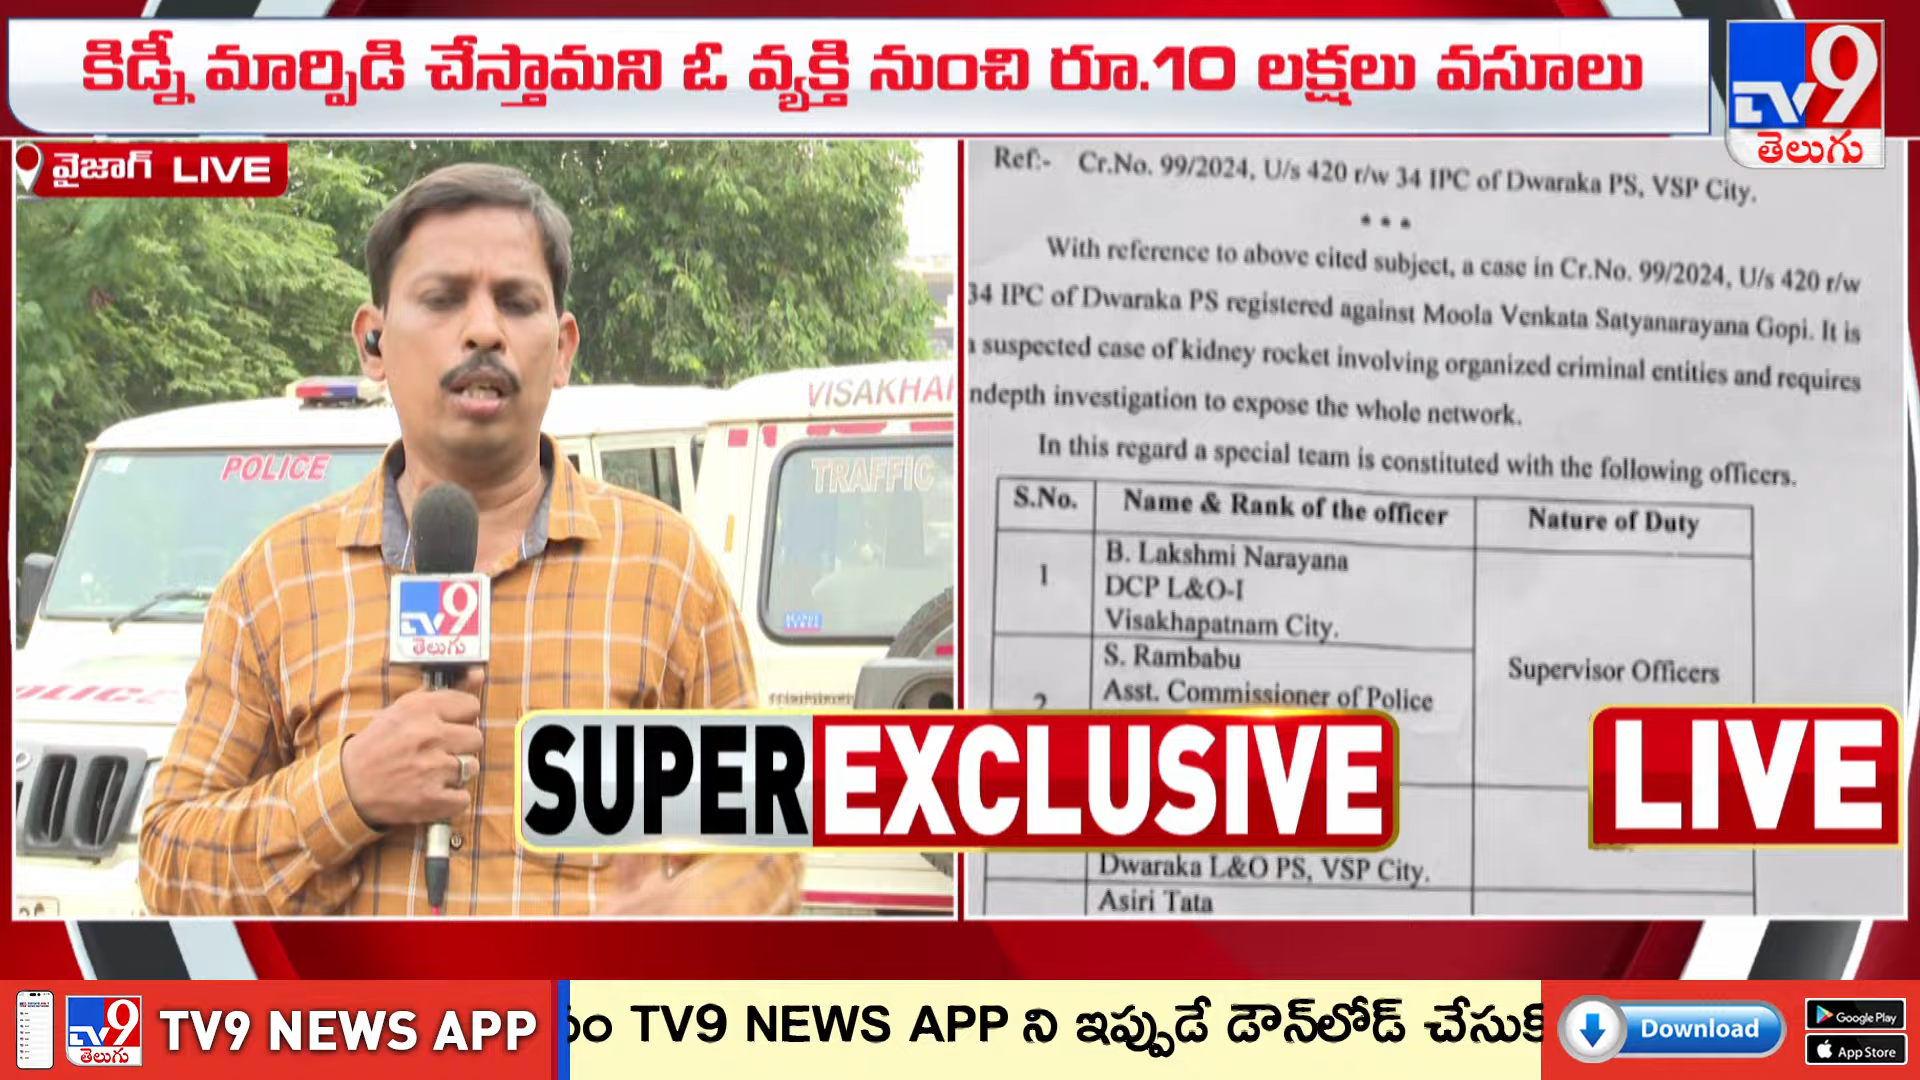 కిడ్నీ మార్పిడి చేస్తామని ఓ వ్యక్తి నుంచి రూ.10 లక్షలు వసూలు
TV9
తెలుగు
వైజాగ్ LIVE
VISAKHA
POLICE
TRAFFIC
TV9
తెలుగు
Ref:- Cr.No. 99/2024, U/s 420 r/w 34 IPC of Dwaraka PS, VSP City.
* * *
With reference to above cited subject, a case in Cr.No. 99/2024, U/s 420 r/w
34 IPC of Dwaraka PS registered against Moola Venkata Satyanarayana Gopi. It is
suspected case of kidney rocket involving organized criminal entities and requires
ndepth investigation to expose the whole network.
In this regard a special team is constituted with the following officers.
S.No. Name & Rank of the officer Nature of Duty
1 B. Lakshmi Narayana
DCP L&O-I
Visakhapatnam City.
2 S. Rambabu
Asst. Commissioner of Police
Supervisor Officers
Dwaraka L&O PS, VSP City.
Asiri Tata
SUPER EXCLUSIVE
LIVE
TV9
తెలుగు
TV9 NEWS APP
TV9 NEWS APP ని ఇప్పుడే డౌన్‌లోడ్ చేసుక
Download
Google Play
App Store